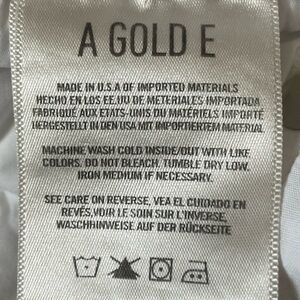 A GOLD E
MADE IN U.S.A OF IMPORTED MATERIALS
HECHO EN LOS EE.UU DE METERIALES IMPORTADA
FABRIQUE AUX ETATS-UNIS DU MATÉRIELS IMPORTÉ
HERGESTELLT IN DEN USA MIT IMPORTIERTEM MATERIAL
MACHINE WASH COLD INSIDE/OUT WITH LIKE
COLORS. DO NOT BLEACH. TUMBLE DRY LOW.
IRON MEDIUM IF NECESSARY.
SEE CARE ON REVERSE, VEA EL CUIDADO EN
REVÉS,VOIR LE SOIN SUR L'INVERSE,
WASCHHINWEISE AUF DER RÜCKSEITE